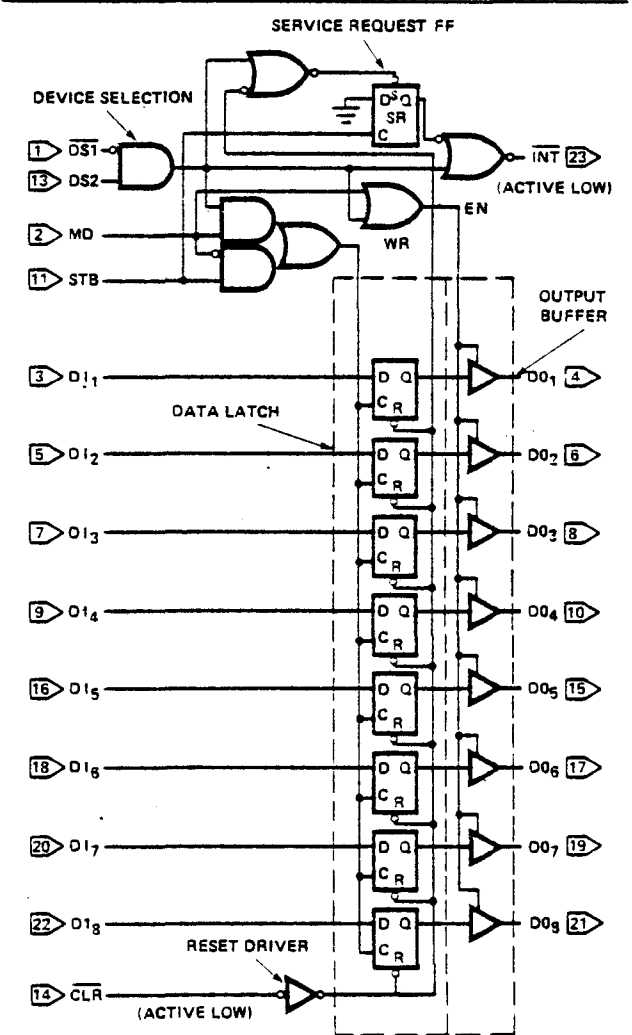 SERVICE REQUEST FF
DEVICE SELECTION
D S Q
SR
C
1 DS1
13 DS2
INT 23
(ACTIVE LOW)
EN
WR
2 MD
11 STB
OUTPUT
BUFFER
3 DI1 D Q C R DO1 4
DATA LATCH
5 DI2 D Q C R DO2 6
7 DI3 D Q C R DO3 8
9 DI4 D Q C R DO4 10
16 DI5 D Q C R DO5 15
18 DI6 D Q C R DO6 17
20 DI7 D Q C R DO7 19
22 DI8 D Q C R DO8 21
RESET DRIVER
14 CLR
(ACTIVE LOW)